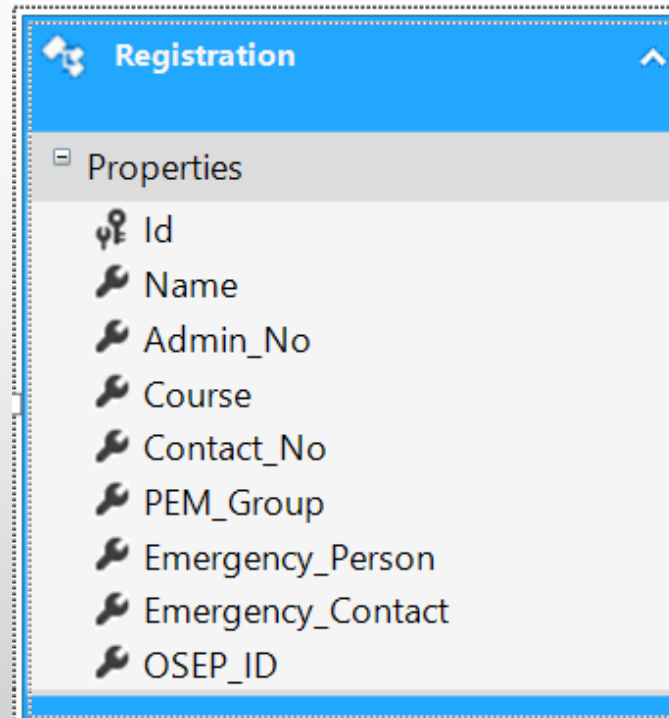 Registration
Properties
Id
Name
Admin_No
Course
Contact_No
PEM_Group
Emergency_Person
Emergency_Contact
OSEP_ID